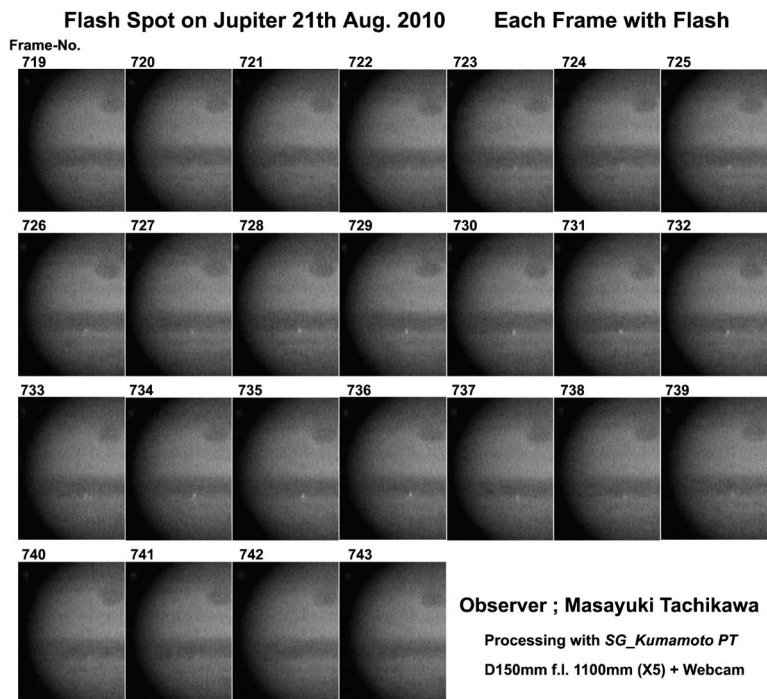 Flash Spot on Jupiter 21th Aug. 2010 Each Frame with Flash
Frame-No.
719 720 721 722 723 724 725
726 727 728 729 730 731 732
733 734 735 736 737 738 739
740 741 742 743
Observer ; Masayuki Tachikawa
Processing with SG_Kumamoto PT
D150mm f.l. 1100mm (X5) + Webcam